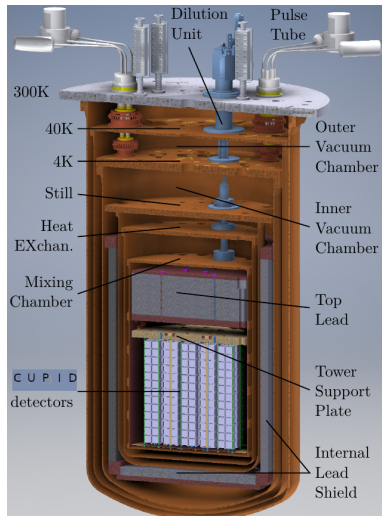 Dilution
Unit
Pulse
Tube
300K
40K
Outer
Vacuum
Chamber
4K
Still
Inner
Vacuum
Chamber
Heat
EXchan.
Mixing
Chamber
Top
Lead
CUPID
detectors
Tower
Support
Plate
Internal
Lead
Shield